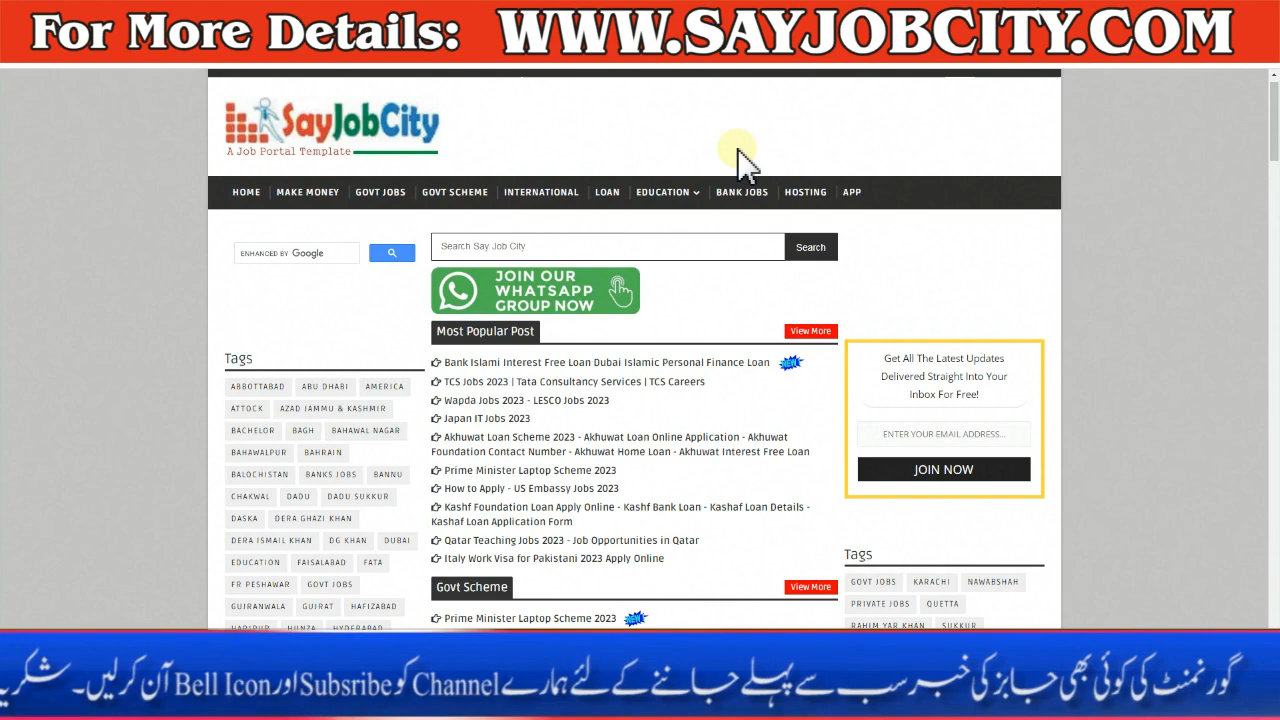 For More Details: WWW.SAYJOBCITY.COM
SayJobCity
A Job Portal Template
HOME MAKE MONEY GOVT JOBS GOVT SCHEME INTERNATIONAL LOAN EDUCATION BANK JOBS HOSTING APP
ENHANCED BY Google
Search Say Job City Search
JOIN OUR
WHATSAPP
GROUP NOW
Most Popular Post View More
Bank Islami Interest Free Loan Dubai Islamic Personal Finance Loan NEW
TCS Jobs 2023 | Tata Consultancy Services | TCS Careers
Wapda Jobs 2023 - LESCO Jobs 2023
Japan IT Jobs 2023
Akhuwat Loan Scheme 2023 - Akhuwat Loan Online Application - Akhuwat
Foundation Contact Number - Akhuwat Home Loan - Akhuwat Interest Free Loan
Prime Minister Laptop Scheme 2023
How to Apply - US Embassy Jobs 2023
Kashf Foundation Loan Apply Online - Kashf Bank Loan - Kashaf Loan Details -
Kashaf Loan Application Form
Qatar Teaching Jobs 2023 - Job Opportunities in Qatar
Italy Work Visa for Pakistani 2023 Apply Online
Govt Scheme View More
Prime Minister Laptop Scheme 2023 NEW
Tags
ABBOTTABAD ABU DHABI AMERICA
ATTOCK AZAD JAMMU & KASHMIR
BACHELOR BAGH BAHAWAL NAGAR
BAHAWALPUR BAHRAIN
BALOCHISTAN BANKS JOBS BANNU
CHAKWAL DADU DADU SUKKUR
DASKA DERA GHAZI KHAN
DERA ISMAIL KHAN DG KHAN DUBAI
EDUCATION FAISALABAD FATA
FR PESHAWAR GOVT JOBS
GUJRANWALA GUJRAT HAFIZABAD
HARIPUR HUNZA HYDERABAD
Get All The Latest Updates
Delivered Straight Into Your
Inbox For Free!
ENTER YOUR EMAIL ADDRESS...
JOIN NOW
Tags
GOVT JOBS KARACHI NAWABSHAH
PRIVATE JOBS QUETTA
RAHIM YAR KHAN SUKKUR
گورنمنٹ کی کوئی بھی جابز کی خبر سب سے پہلے جاننے کے لئے ہمارے Channel کو Subsribe اور Bell Icon آن کرلیں۔ شکریہ